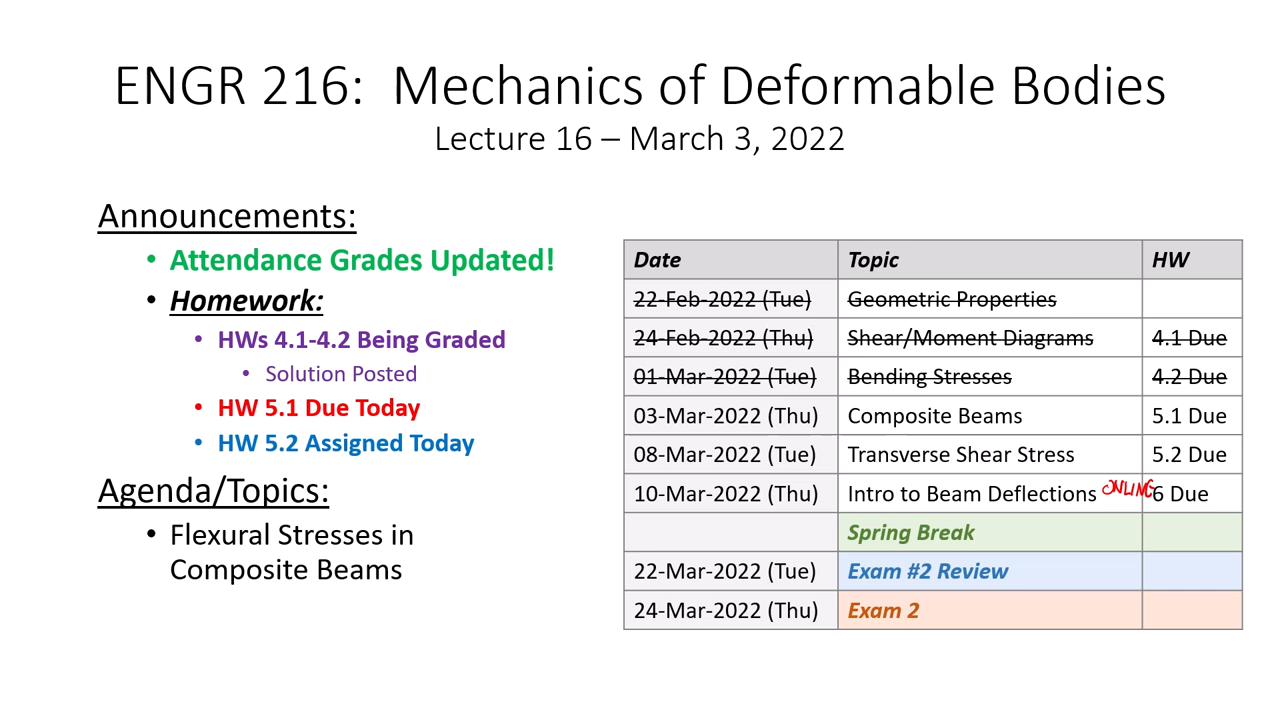 ENGR 216:  Mechanics of Deformable Bodies
Lecture 16 – March 3, 2022
Announcements:
• Attendance Grades Updated!
• Homework:
• HWs 4.1-4.2 Being Graded
• Solution Posted
• HW 5.1 Due Today
• HW 5.2 Assigned Today
Agenda/Topics:
• Flexural Stresses in
Composite Beams
Date Topic HW
22-Feb-2022 (Tue) Geometric Properties
24-Feb-2022 (Thu) Shear/Moment Diagrams 4.1 Due
01-Mar-2022 (Tue) Bending Stresses 4.2 Due
03-Mar-2022 (Thu) Composite Beams 5.1 Due
08-Mar-2022 (Tue) Transverse Shear Stress 5.2 Due
10-Mar-2022 (Thu) Intro to Beam Deflections ONLINE 6 Due
Spring Break
22-Mar-2022 (Tue) Exam #2 Review
24-Mar-2022 (Thu) Exam 2